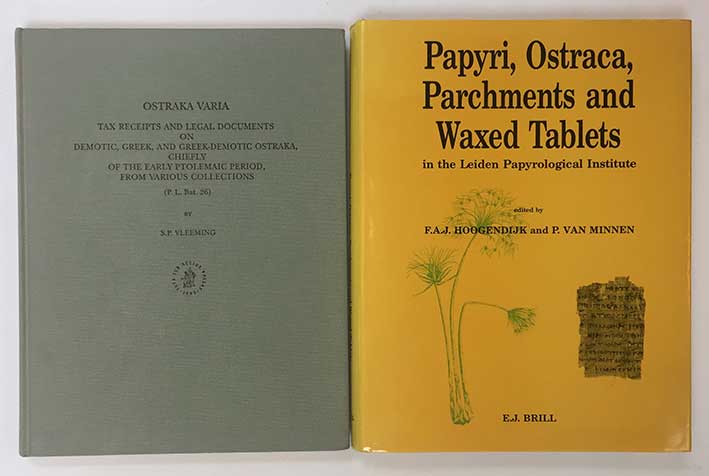 OSTRAKA VARIA
TAX RECEIPTS AND LEGAL DOCUMENTS
ON
DEMOTIC, GREEK, AND GREEK-DEMOTIC OSTRAKA,
CHIEFLY
OF THE EARLY PTOLEMAIC PERIOD,
FROM VARIOUS COLLECTIONS
(P. L. Bat. 26)
BY
S.P. VLEEMING
Papyri, Ostraca,
Parchments and
Waxed Tablets
in the Leiden Papyrological Institute
edited by
F.A.J. HOOGENDIJK and P. VAN MINNEN
E.J. BRILL